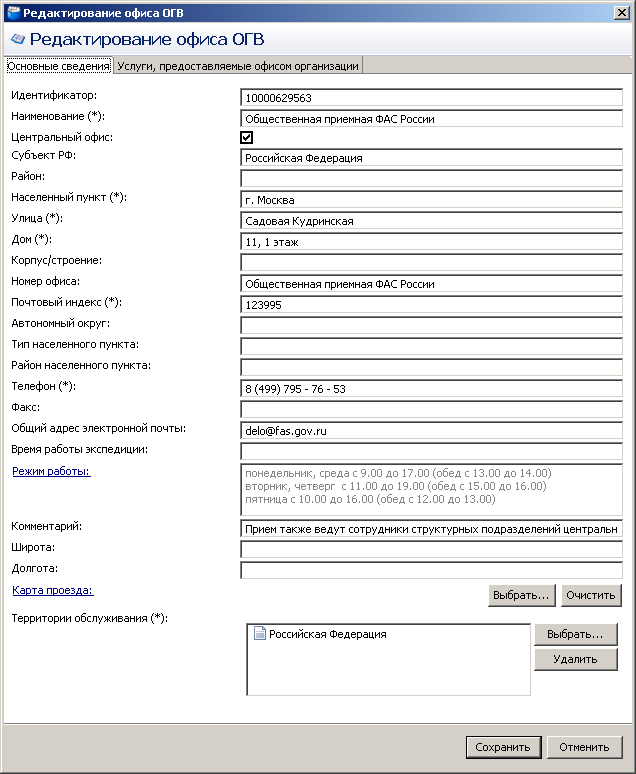 Редактирование офиса ОГВ
Редактирование офиса ОГВ
Основные сведения Услуги, предоставляемые офисом организации
Идентификатор: 10000629563
Наименование (*): Общественная приемная ФАС России
Центральный офис:
Субъект РФ: Российская Федерация
Район:
Населенный пункт (*): г. Москва
Улица (*): Садовая Кудринская
Дом (*): 11, 1 этаж
Корпус/строение:
Номер офиса: Общественная приемная ФАС России
Почтовый индекс (*): 123995
Автономный округ:
Тип населенного пункта:
Район населенного пункта:
Телефон (*): 8 (499) 795 - 76 - 53
Факс:
Общий адрес электронной почты: delo@fas.gov.ru
Время работы экспедиции:
Режим работы: понедельник, среда с 9.00 до 17.00 (обед с 13.00 до 14.00)
вторник, четверг с 11.00 до 19.00 (обед с 15.00 до 16.00)
пятница с 10.00 до 16.00 (обед с 12.00 до 13.00)
Комментарий: Прием также ведут сотрудники структурных подразделений центральн
Широта:
Долгота:
Карта проезда: Выбрать... Очистить
Территории обслуживания (*):
Российская Федерация Выбрать...
Удалить
Сохранить Отменить